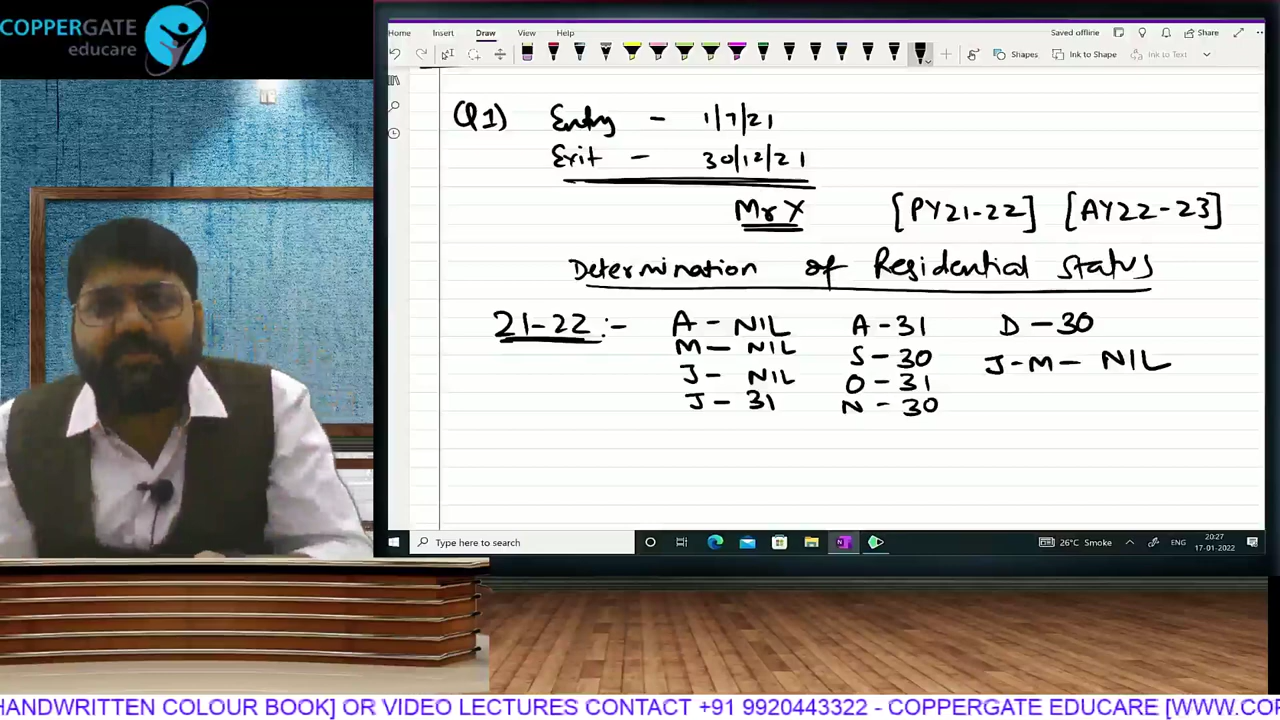 COPPERGATE
educare
Home Insert Draw View Help
Saved offline
Share
Shapes
Ink to Shape
Ink to Text
Q1) Entry - 1/7/21
Exit - 30/12/21
Mr X [PY21-22] [AY22-23]
Determination of Residential Status
21-22 :- A - NIL A - 31 D - 30
M - NIL S - 30 J-M - NIL
J - NIL O - 31
J - 31 N - 30
Type here to search
26°C Smoke
ENG
20:27
17-01-2022
HANDWRITTEN COLOUR BOOK] OR VIDEO LECTURES CONTACT +91 9920443322 - COPPERGATE EDUCARE [WWW.CO